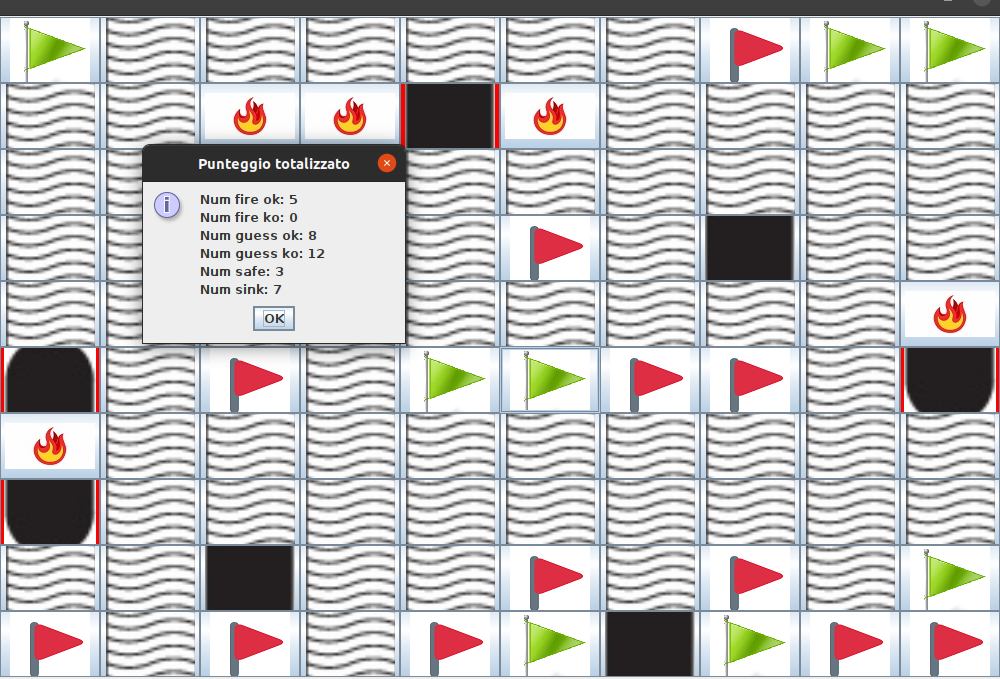 Punteggio totalizzato
Num fire ok: 5
Num fire ko: 0
Num guess ok: 8
Num guess ko: 12
Num safe: 3
Num sink: 7
OK